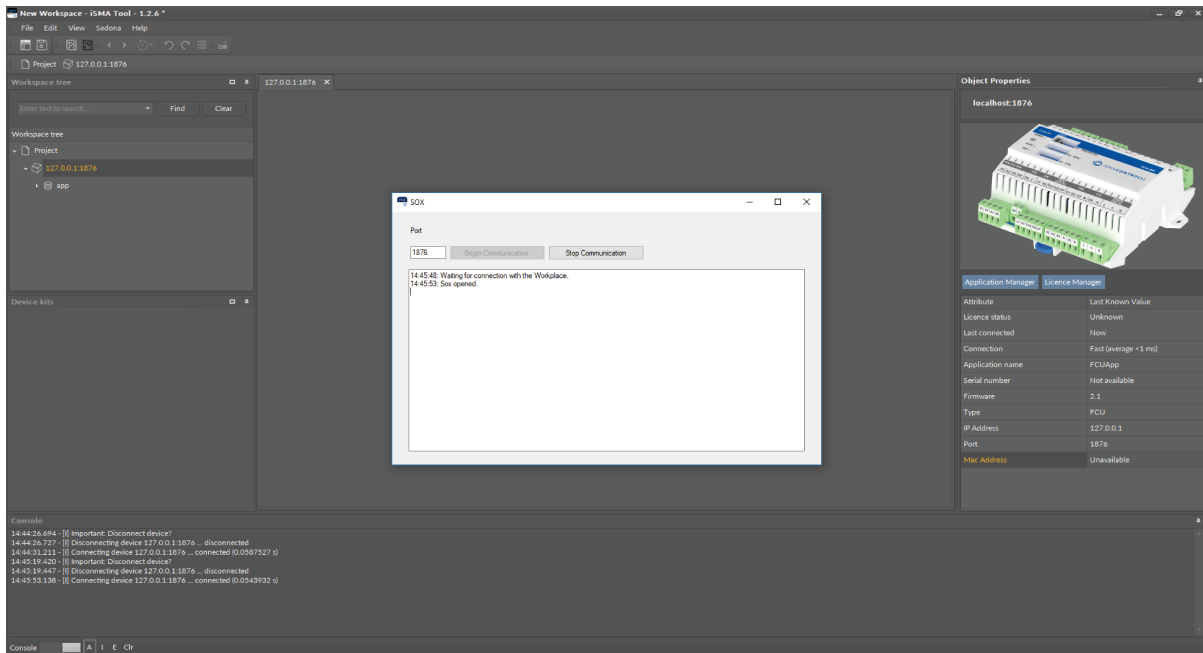 New Workspace - iSMA Tool - 1.2.6 *
File Edit View Sedona Help
Project 127.0.0.1:1876
Workspace tree
127.0.0.1:1876
Object Properties
Enter text to search...
Find
Clear
localhost:1876
Workspace tree
Project
127.0.0.1:1876
app
SOX
Port
1876
Begin Communication
Stop Communication
14:45:48: Waiting for connection with the Workplace.
14:45:53: Sox opened.
Application Manager
Licence Manager
Device kits
Attribute Last Known Value
Licence status Unknown
Last connected Now
Connection Fast (average <1 ms)
Application name FCUApp
Serial number Not available
Firmware 2.1
Type FCU
IP Address 127.0.0.1
Port 1876
Mac Address Unavailable
Console
14:44:26.694 - [I] Important: Disconnect device?
14:44:26.727 - [I] Disconnecting device 127.0.0.1:1876 ... disconnected
14:44:31.211 - [I] Connecting device 127.0.0.1:1876 ... connected (0.0587527 s)
14:45:19.420 - [I] Important: Disconnect device?
14:45:19.447 - [I] Disconnecting device 127.0.0.1:1876 ... disconnected
14:45:53.138 - [I] Connecting device 127.0.0.1:1876 ... connected (0.0543932 s)
Console A I E Clr